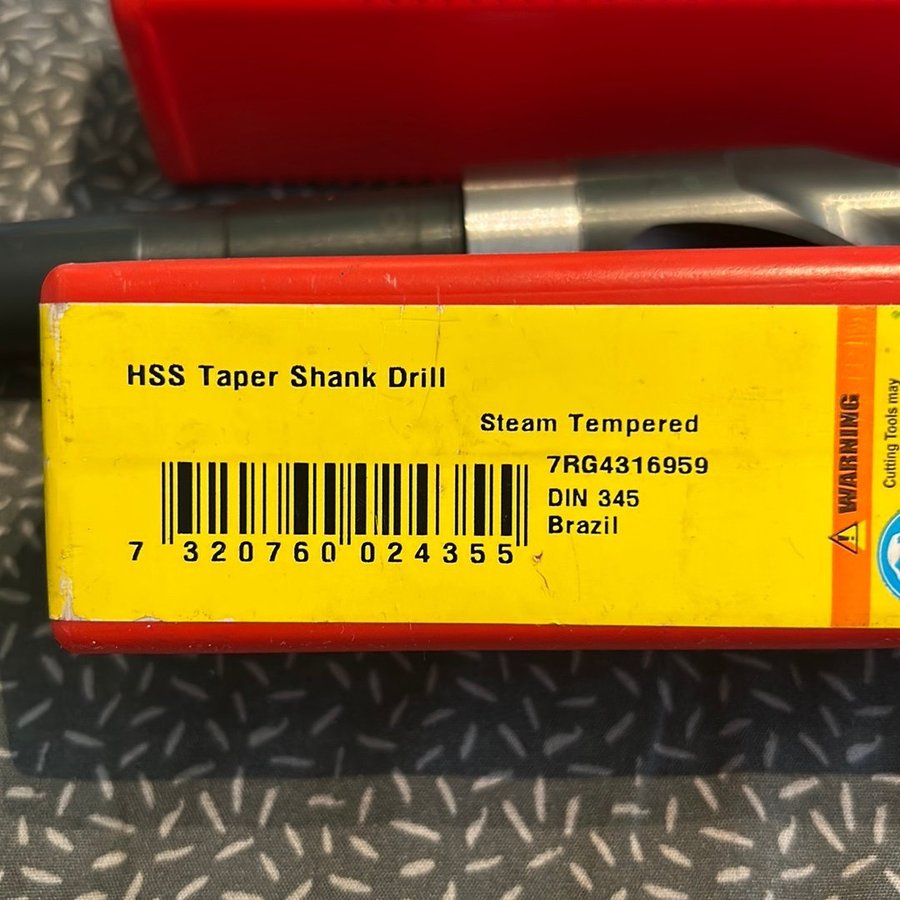 HSS Taper Shank Drill
Steam Tempered
7RG4316959
DIN 345
Brazil
7 320760 024355
WARNING
Cutting Tools may